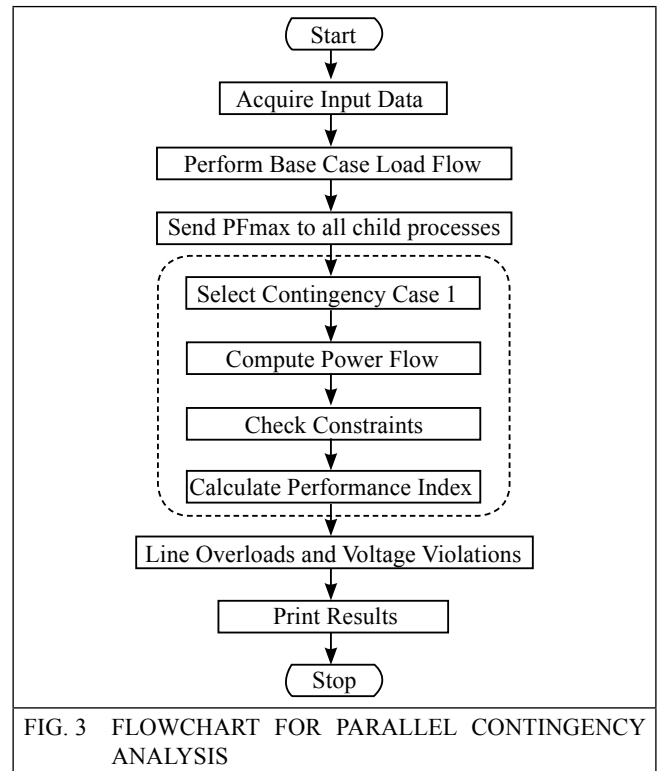 Start
Acquire Input Data
Perform Base Case Load Flow
Send PFmax to all child processes
Select Contingency Case 1
Compute Power Flow
Check Constraints
Calculate Performance Index
Line Overloads and Voltage Violations
Print Results
Stop
FIG. 3 FLOWCHART FOR PARALLEL CONTINGENCY
ANALYSIS